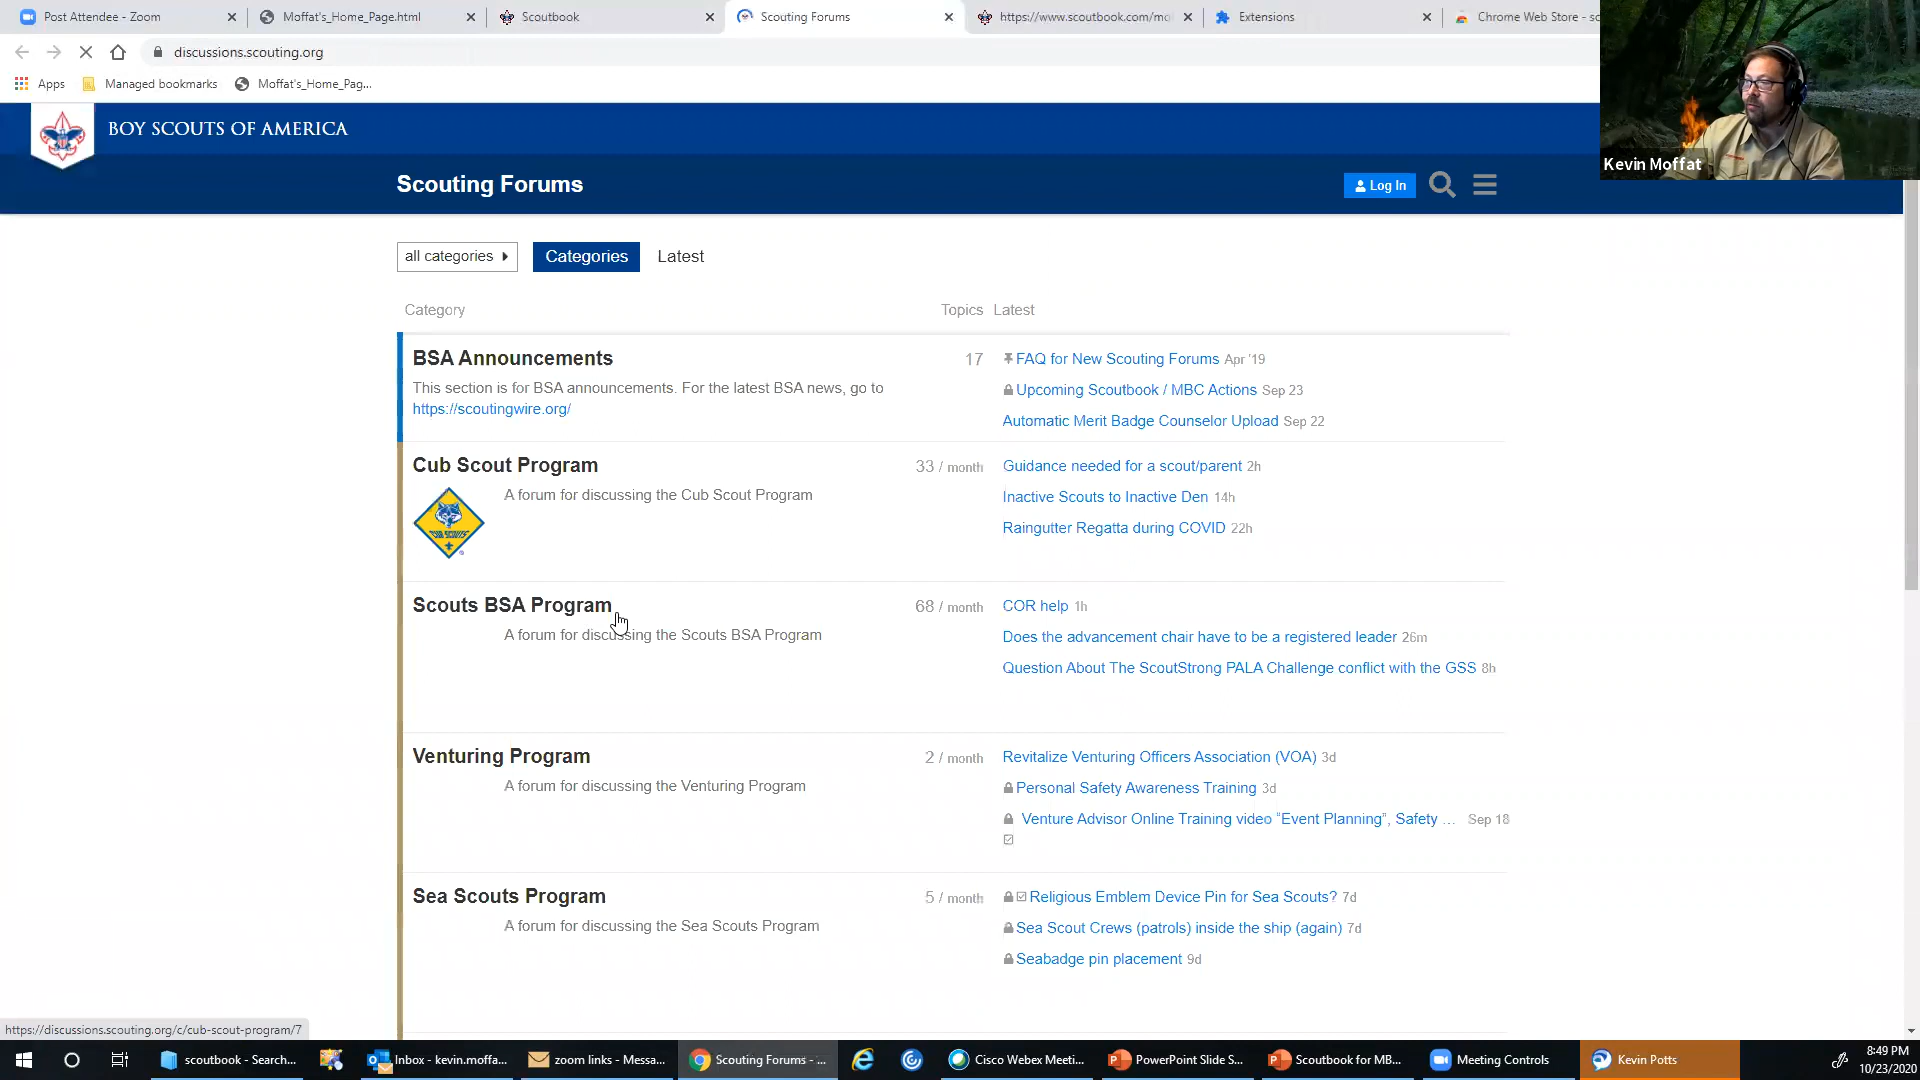 Post Attendee - Zoom
Moffat's_Home_Page.html
Scoutbook
Scouting Forums
https://www.scoutbook.com/mo
Extensions
Chrome Web Store - sc
discussions.scouting.org
Apps
Managed bookmarks
Moffat's_Home_Pag...
Kevin Moffat
BOY SCOUTS OF AMERICA
Scouting Forums
Log In
all categories
Categories
Latest
Category
Topics
Latest
BSA Announcements
17
This section is for BSA announcements. For the latest BSA news, go to
https://scoutingwire.org/
FAQ for New Scouting Forums Apr '19
Upcoming Scoutbook / MBC Actions Sep 23
Automatic Merit Badge Counselor Upload Sep 22
Cub Scout Program
33 / month
A forum for discussing the Cub Scout Program
CUB SCOUTS
Guidance needed for a scout/parent 2h
Inactive Scouts to Inactive Den 14h
Raingutter Regatta during COVID 22h
Scouts BSA Program
68 / month
A forum for discussing the Scouts BSA Program
COR help 1h
Does the advancement chair have to be a registered leader 26m
Question About The ScoutStrong PALA Challenge conflict with the GSS 8h
Venturing Program
2 / month
A forum for discussing the Venturing Program
Revitalize Venturing Officers Association (VOA) 3d
Personal Safety Awareness Training 3d
Venture Advisor Online Training video "Event Planning", Safety ... Sep 18
Sea Scouts Program
5 / month
A forum for discussing the Sea Scouts Program
Religious Emblem Device Pin for Sea Scouts? 7d
Sea Scout Crews (patrols) inside the ship (again) 7d
Seabadge pin placement 9d
https://discussions.scouting.org/c/cub-scout-program/7
scoutbook - Search...
Inbox - kevin.moffa...
zoom links - Messa...
Scouting Forums - ...
Cisco Webex Meeti...
PowerPoint Slide S...
Scoutbook for MB...
Meeting Controls
Kevin Potts
8:49 PM
10/23/2020